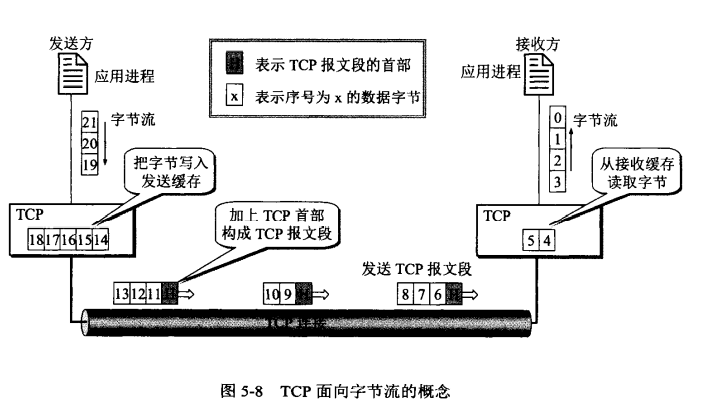 发送方
接收方
应用进程
应用进程
H 表示 TCP 报文段的首部
x 表示序号为 x 的数据字节
21
20
19
字节流
0
1
2
3
字节流
把字节写入
发送缓存
从接收缓存
读取字节
TCP
18 17 16 15 14
加上 TCP 首部
构成 TCP 报文段
TCP
5 4
发送 TCP 报文段
13 12 11 H
10 9 H
8 7 6 H
TCP 连接
图 5-8 TCP 面向字节流的概念